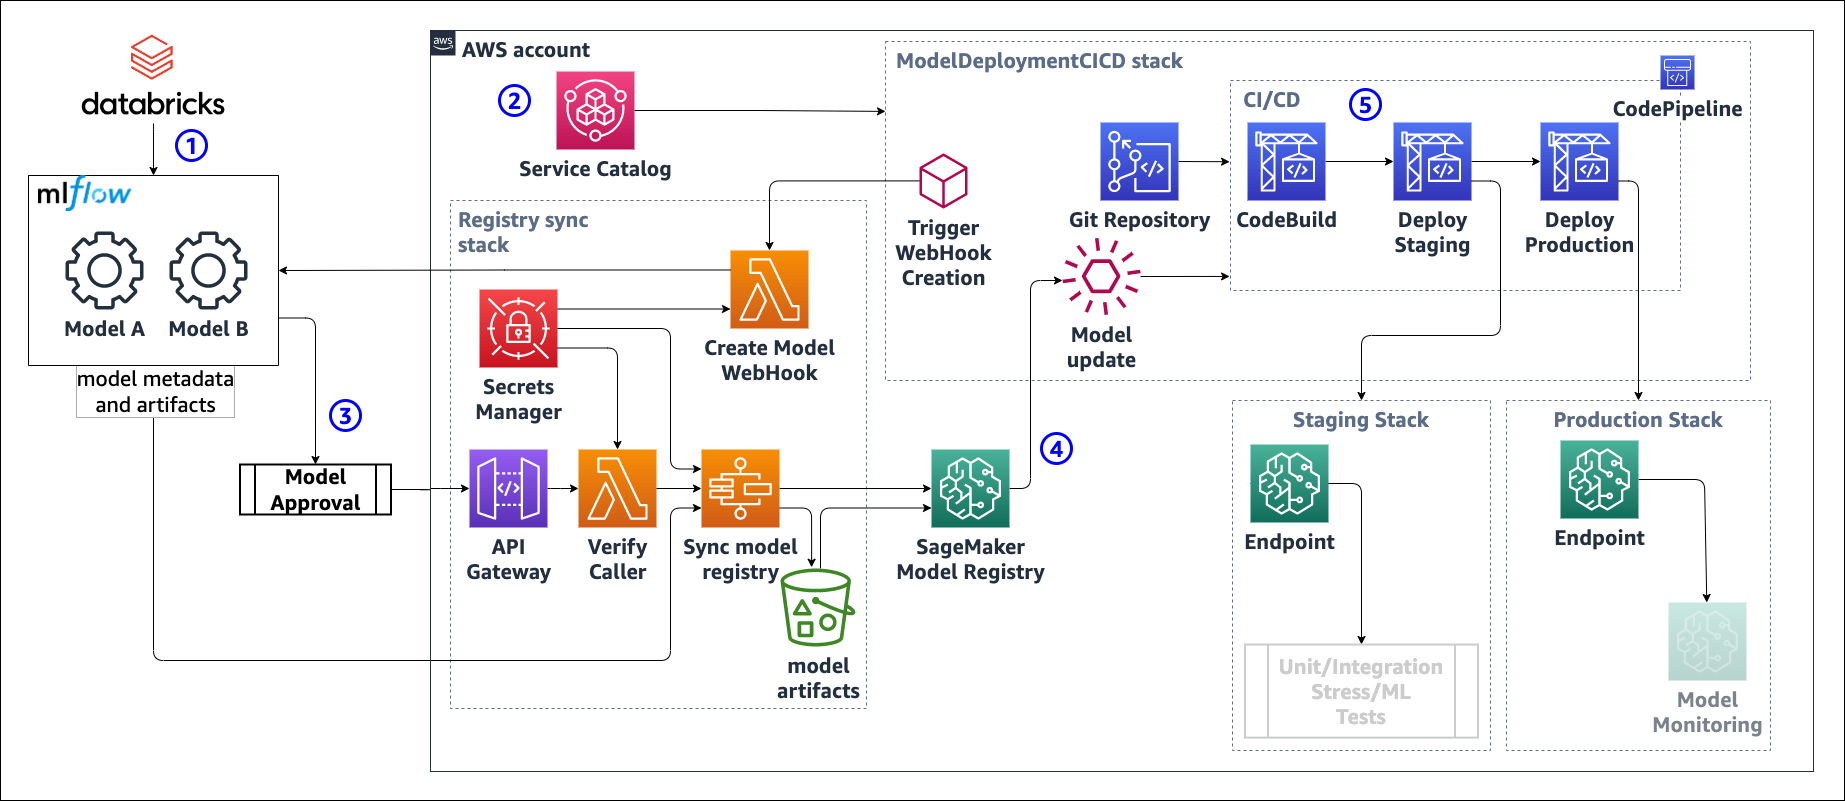 databricks
1
mlflow
Model A
Model B
model metadata
and artifacts
3
Model
Approval
aws
AWS account
2
Service Catalog
Registry sync
stack
Create Model
WebHook
Secrets
Manager
API
Gateway
Verify
Caller
Sync model
registry
model
artifacts
SageMaker
Model Registry
4
ModelDeploymentCICD stack
Trigger
WebHook
Creation
Git Repository
Model
update
CI/CD
5
CodePipeline
CodeBuild
Deploy
Staging
Deploy
Production
Staging Stack
Endpoint
Unit/Integration
Stress/ML
Tests
Production Stack
Endpoint
Model
Monitoring